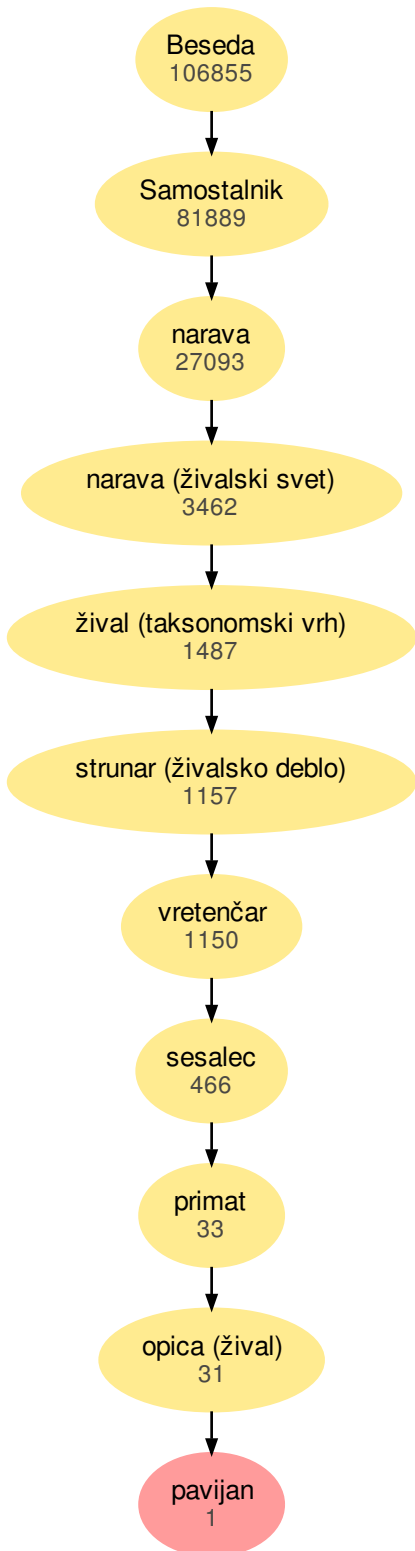 Beseda
106855
Samostalnik
81889
narava
27093
narava (živalski svet)
3462
žival (taksonomski vrh)
1487
strunar (živalsko deblo)
1157
vretenčar
1150
sesalec
466
primat
33
opica (žival)
31
pavijan
1